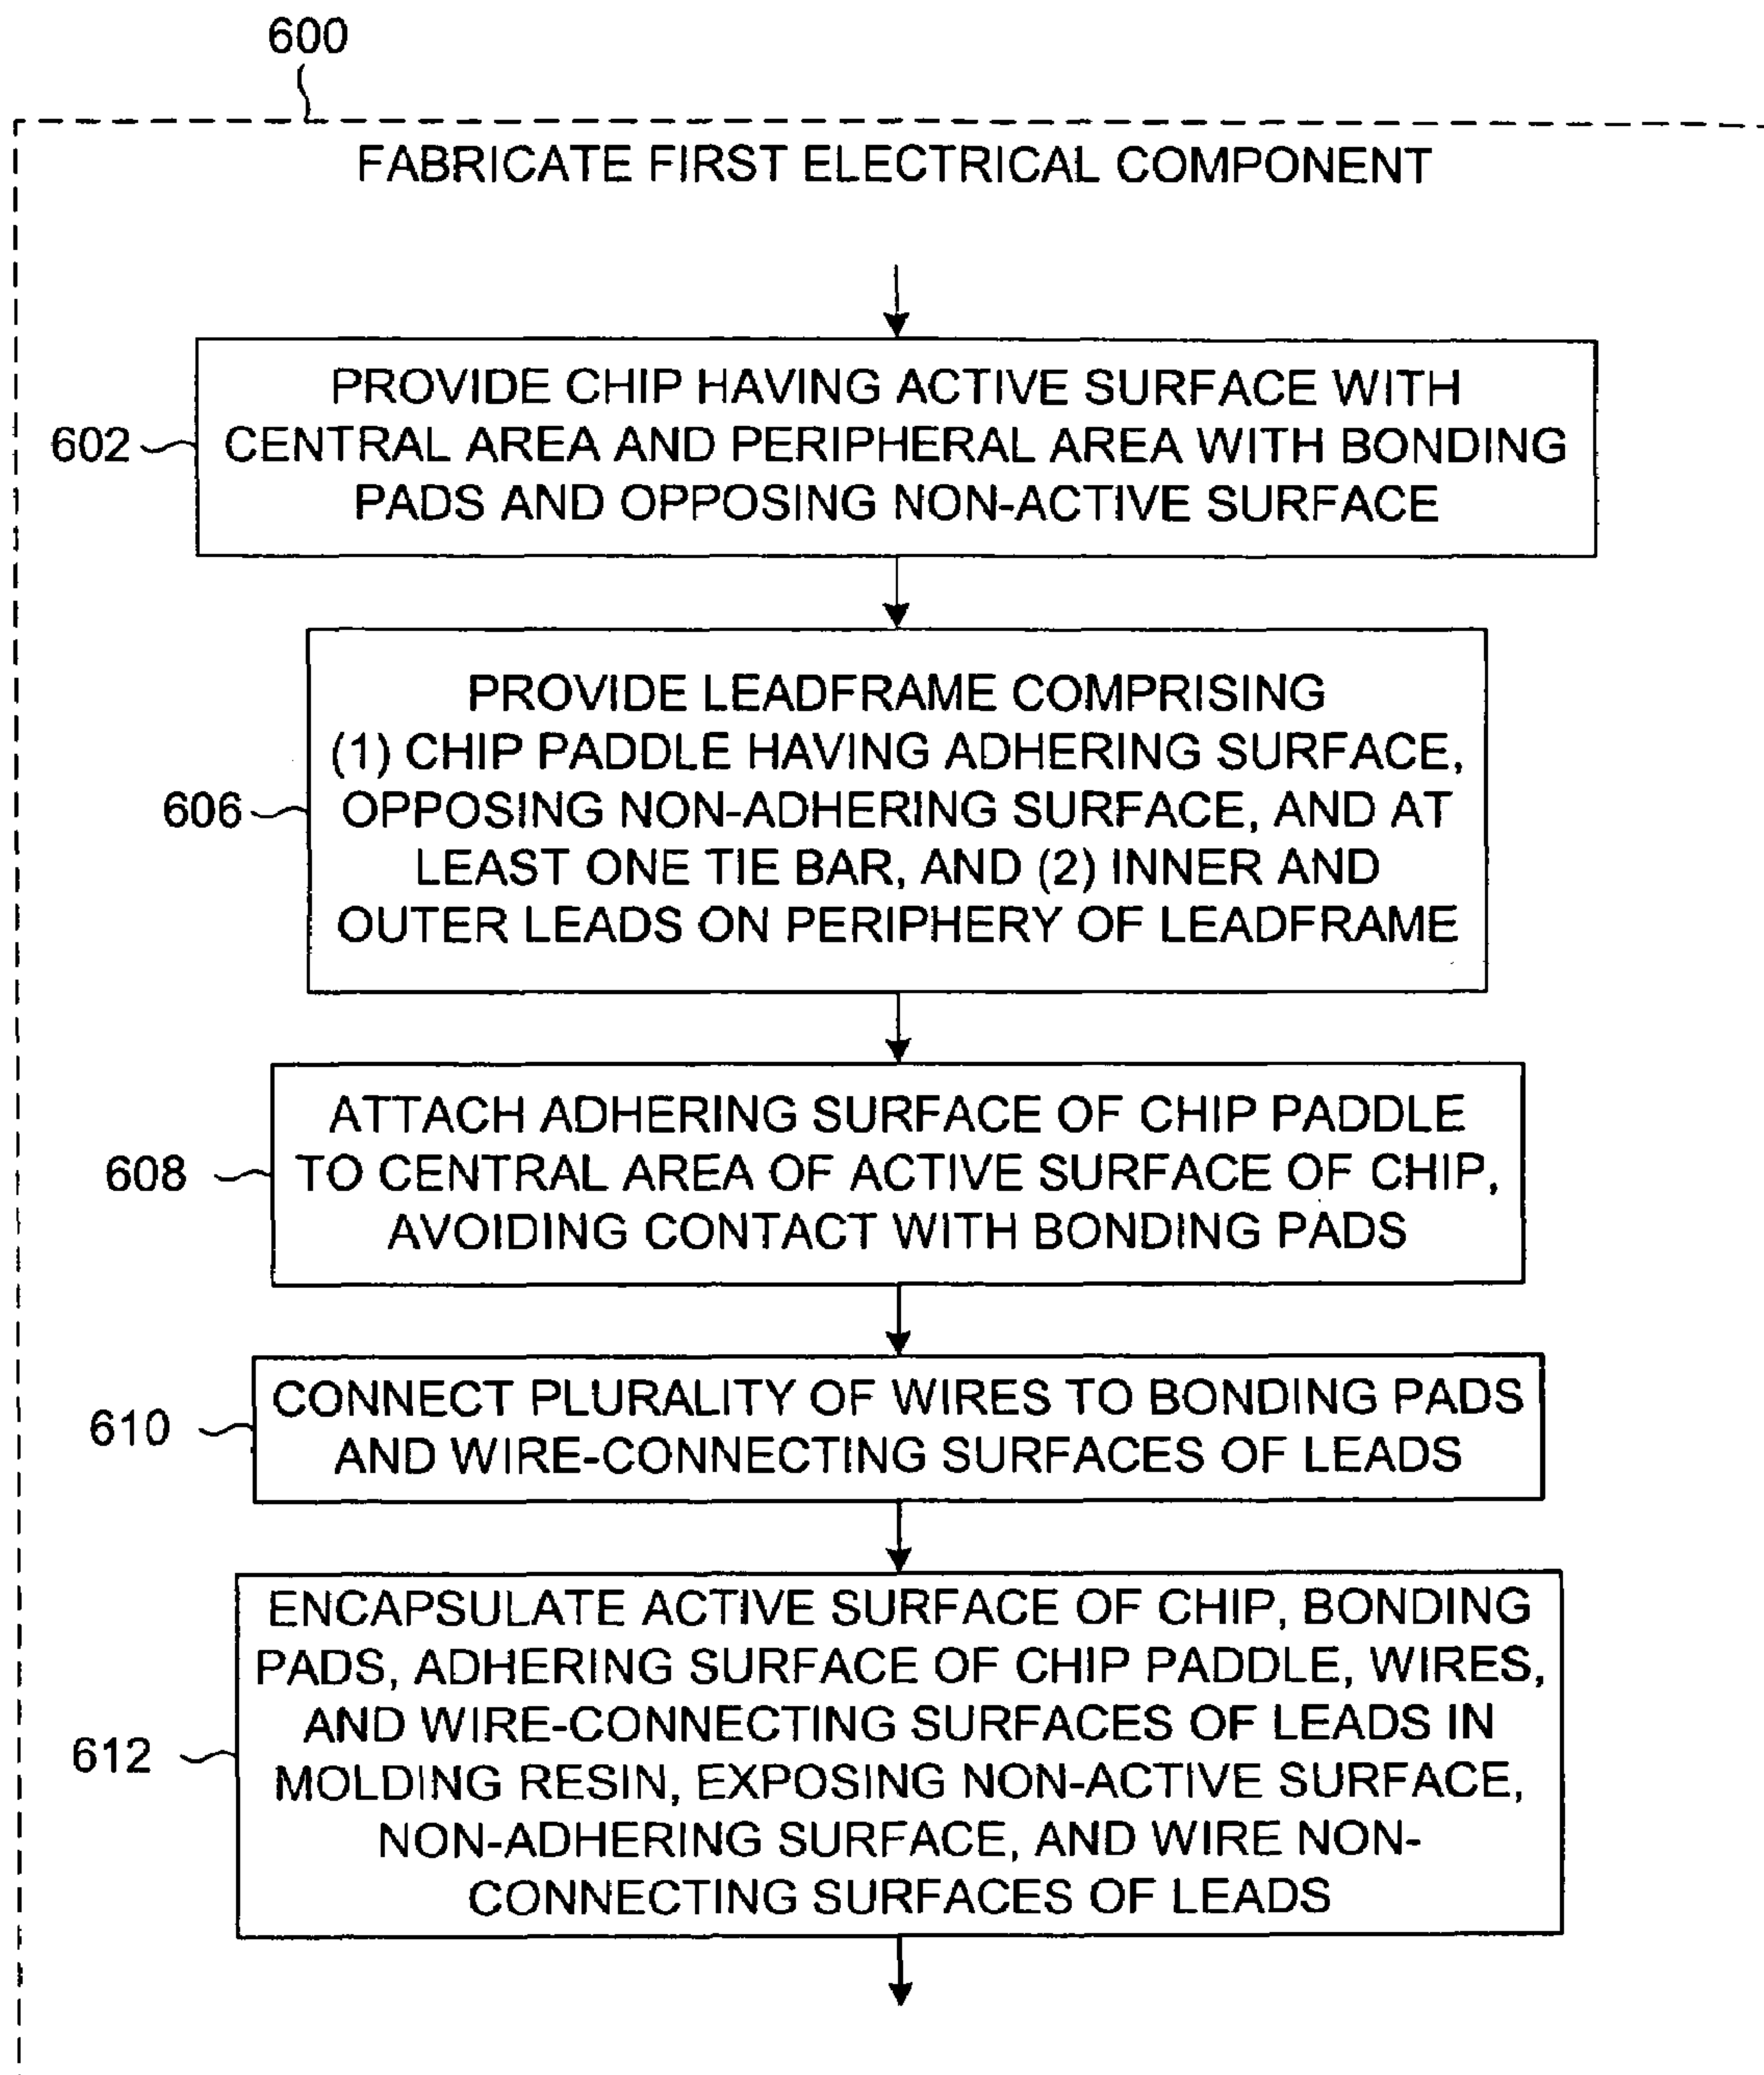 600
FABRICATE FIRST ELECTRICAL COMPONENT
602
PROVIDE CHIP HAVING ACTIVE SURFACE WITH
CENTRAL AREA AND PERIPHERAL AREA WITH BONDING
PADS AND OPPOSING NON-ACTIVE SURFACE
606
PROVIDE LEADFRAME COMPRISING
(1) CHIP PADDLE HAVING ADHERING SURFACE,
OPPOSING NON-ADHERING SURFACE, AND AT
LEAST ONE TIE BAR, AND (2) INNER AND
OUTER LEADS ON PERIPHERY OF LEADFRAME
608
ATTACH ADHERING SURFACE OF CHIP PADDLE
TO CENTRAL AREA OF ACTIVE SURFACE OF CHIP,
AVOIDING CONTACT WITH BONDING PADS
610
CONNECT PLURALITY OF WIRES TO BONDING PADS
AND WIRE-CONNECTING SURFACES OF LEADS
612
ENCAPSULATE ACTIVE SURFACE OF CHIP, BONDING
PADS, ADHERING SURFACE OF CHIP PADDLE, WIRES,
AND WIRE-CONNECTING SURFACES OF LEADS IN
MOLDING RESIN, EXPOSING NON-ACTIVE SURFACE,
NON-ADHERING SURFACE, AND WIRE NON-
CONNECTING SURFACES OF LEADS